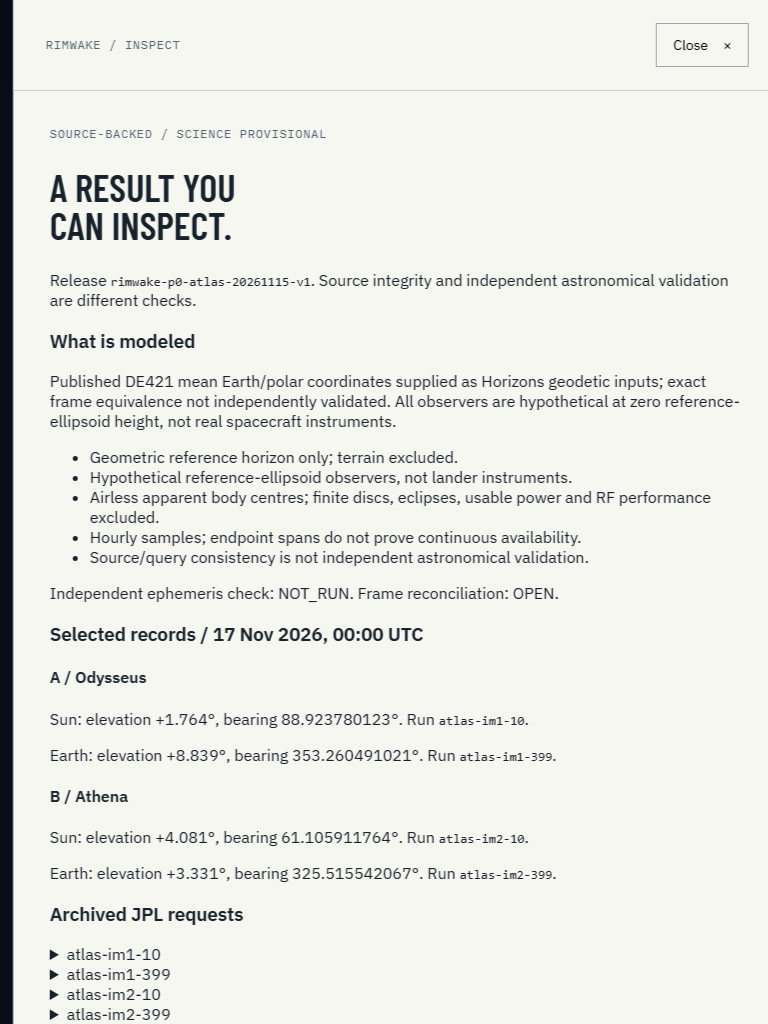 RIMWAKE / INSPECT
Close ×
SOURCE-BACKED / SCIENCE PROVISIONAL
A RESULT YOU
CAN INSPECT.
Release rimwake-p0-atlas-20261115-v1. Source integrity and independent astronomical validation
are different checks.
What is modeled
Published DE421 mean Earth/polar coordinates supplied as Horizons geodetic inputs; exact
frame equivalence not independently validated. All observers are hypothetical at zero reference-
ellipsoid height, not real spacecraft instruments.
• Geometric reference horizon only; terrain excluded.
• Hypothetical reference-ellipsoid observers, not lander instruments.
• Airless apparent body centres; finite discs, eclipses, usable power and RF performance
excluded.
• Hourly samples; endpoint spans do not prove continuous availability.
• Source/query consistency is not independent astronomical validation.
Independent ephemeris check: NOT_RUN. Frame reconciliation: OPEN.
Selected records / 17 Nov 2026, 00:00 UTC
A / Odysseus
Sun: elevation +1.764°, bearing 88.923780123°. Run atlas-im1-10.
Earth: elevation +8.839°, bearing 353.260491021°. Run atlas-im1-399.
B / Athena
Sun: elevation +4.081°, bearing 61.105911764°. Run atlas-im2-10.
Earth: elevation +3.331°, bearing 325.515542067°. Run atlas-im2-399.
Archived JPL requests
▶ atlas-im1-10
▶ atlas-im1-399
▶ atlas-im2-10
▶ atlas-im2-399